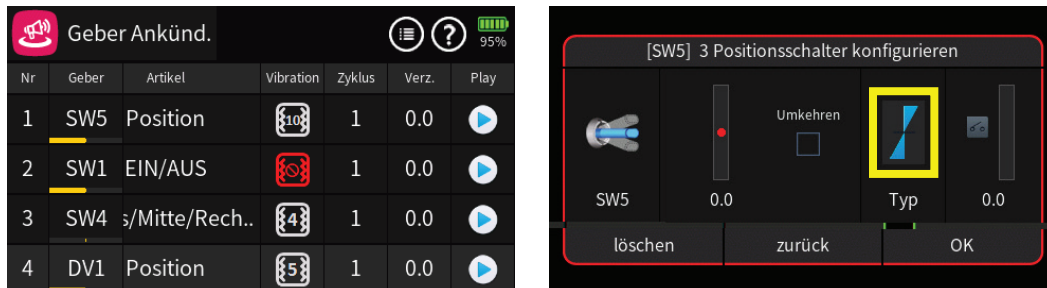 Geber Ankünd.
95%
Nr Geber Artikel Vibration Zyklus Verz. Play
1 SW5 Position 10 1 0.0
2 SW1 EIN/AUS 1 0.0
3 SW4 s/Mitte/Rech.. 4 1 0.0
4 DV1 Position 5 1 0.0
[SW5] 3 Positionsschalter konfigurieren
Umkehren
SW5 0.0 Typ 0.0
löschen zurück OK